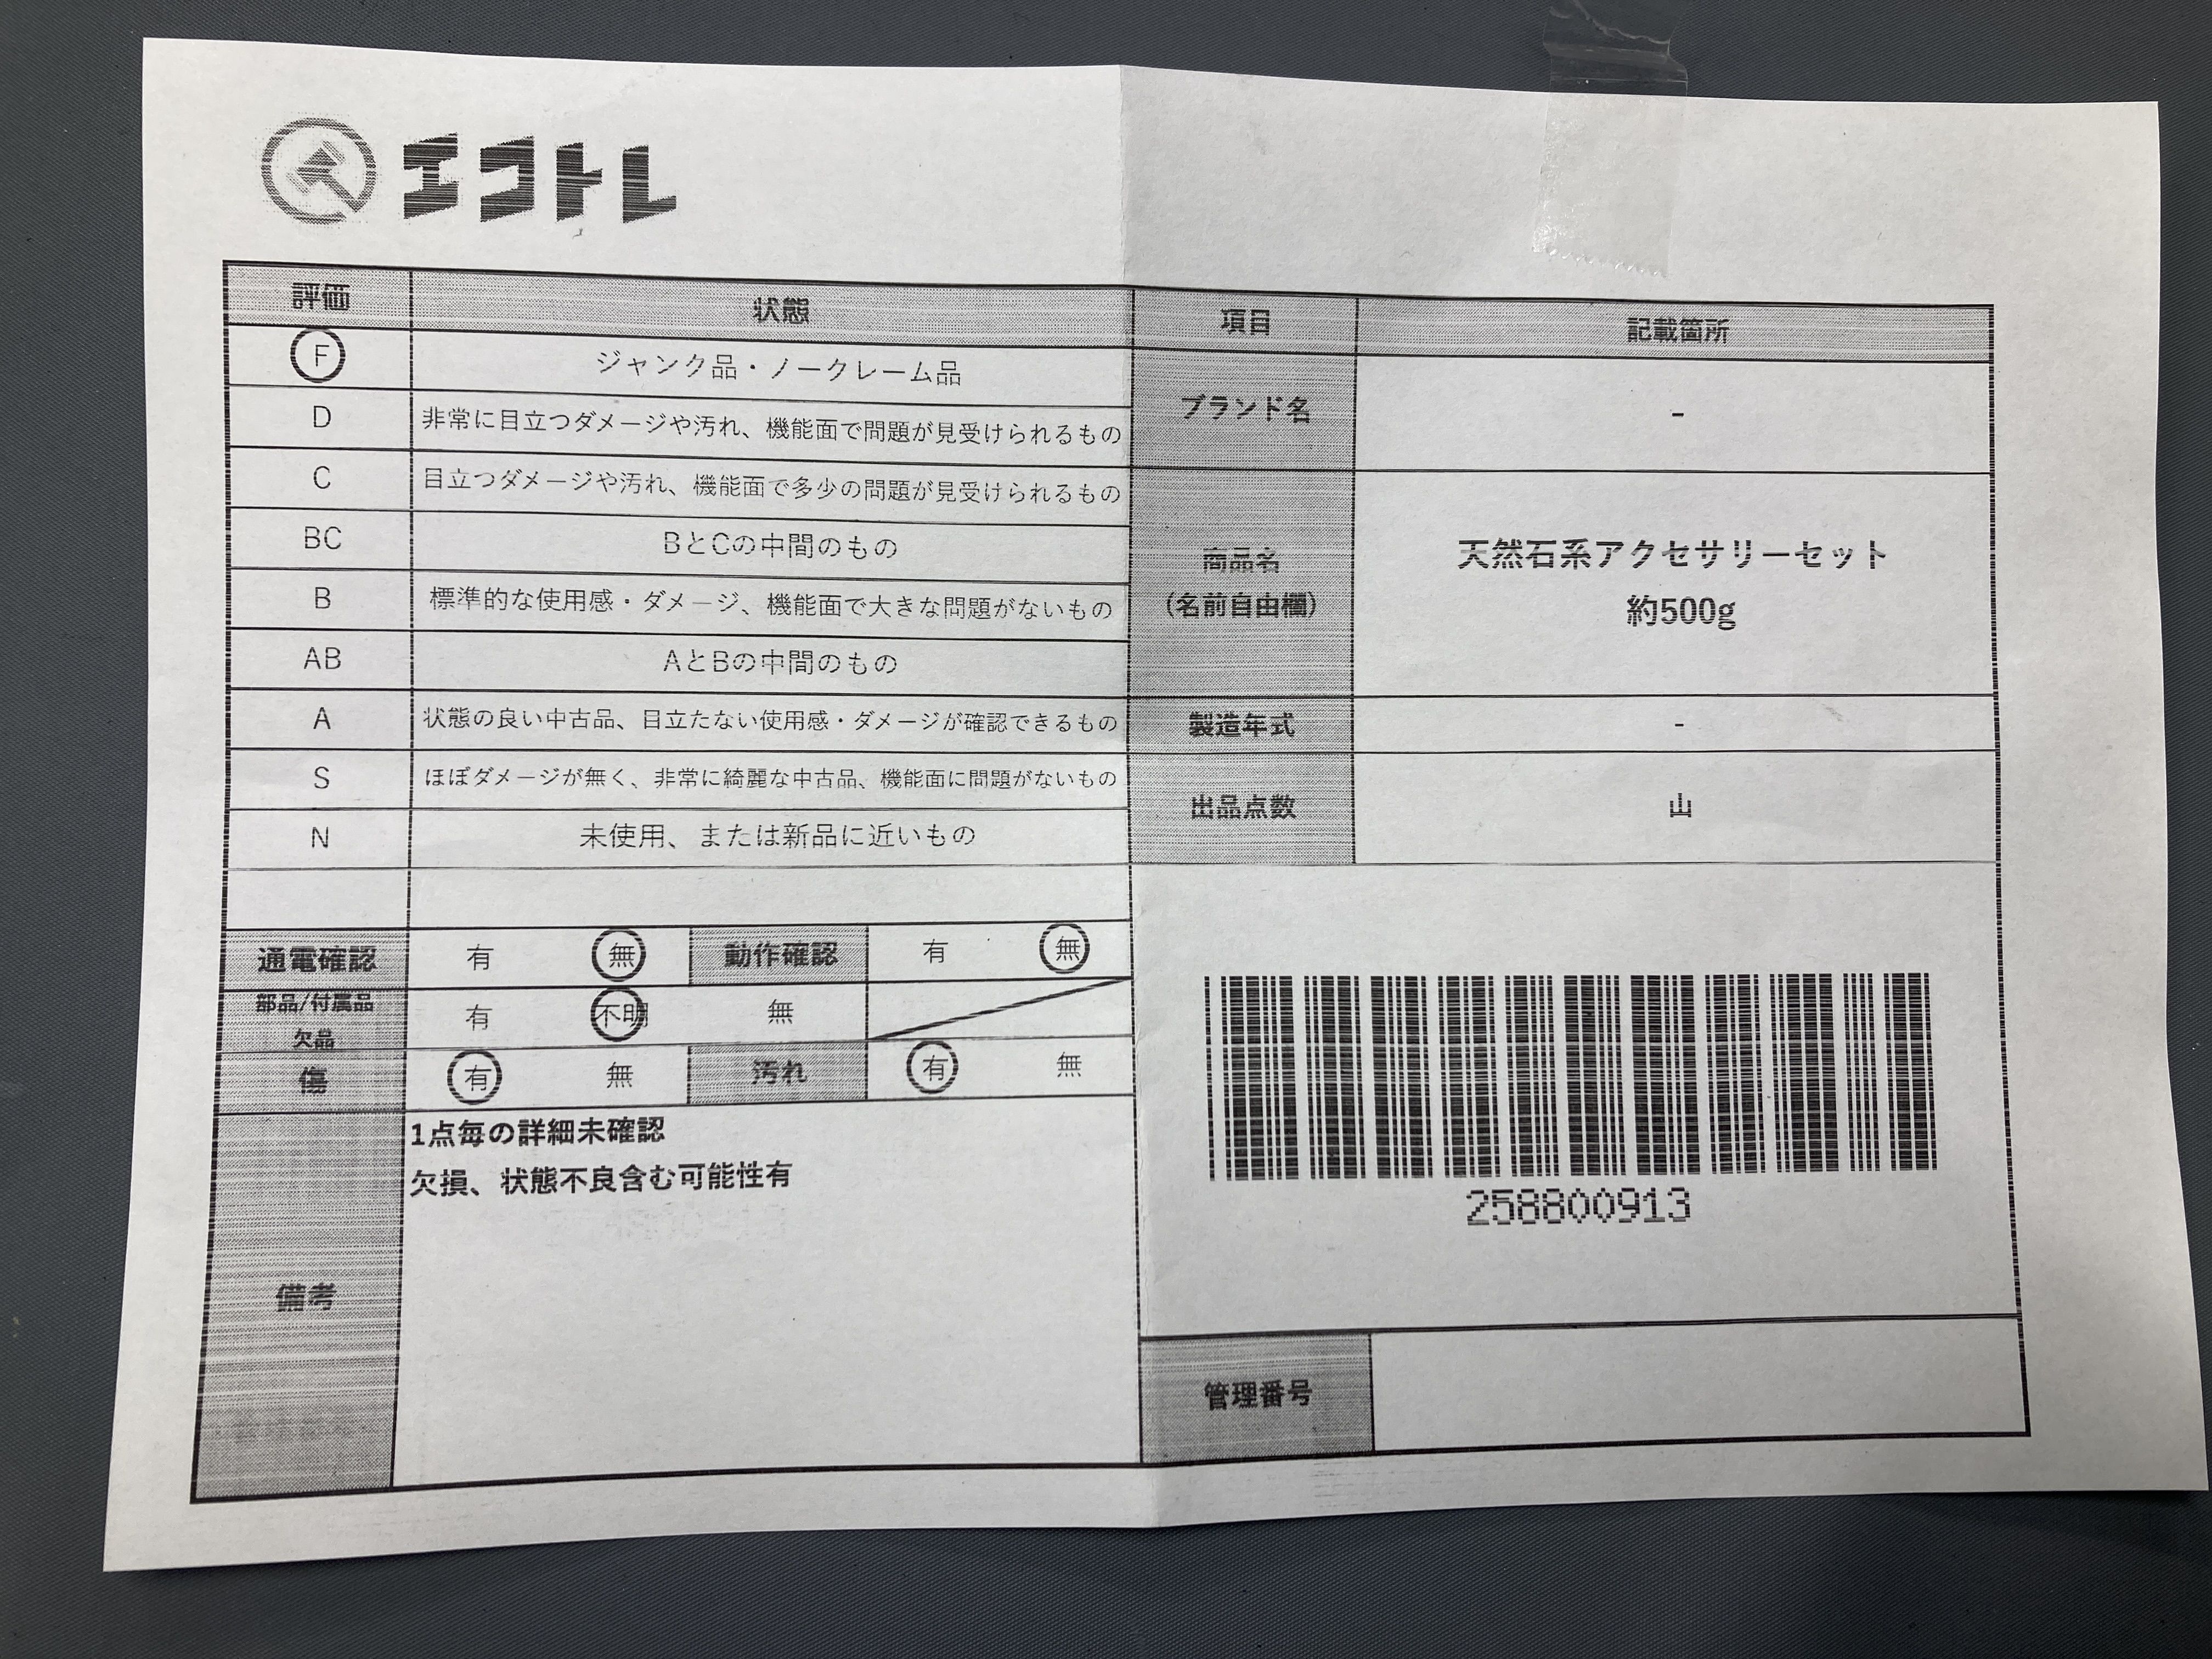 エコトレ
評価 状態
F ジャンク品・ノークレーム品
D 非常に目立つダメージや汚れ、機能面で問題が見受けられるもの
C 目立つダメージや汚れ、機能面で多少の問題が見受けられるもの
BC BとCの中間のもの
B 標準的な使用感・ダメージ、機能面で大きな問題がないもの
AB AとBの中間のもの
A 状態の良い中古品、目立たない使用感・ダメージが確認できるもの
S ほぼダメージが無く、非常に綺麗な中古品、機能面に問題がないもの
N 未使用、または新品に近いもの
通電確認 有 無 動作確認 有 無
部品/付属品
欠品 有 不明 無
傷 有 無 汚れ 有 無
備考
1点毎の詳細未確認
欠損、状態不良含む可能性有
項目 記載箇所
ブランド名 -
商品名
(名前自由欄)
天然石系アクセサリーセット
約500g
製造年式 -
出品点数 山
258800913
管理番号